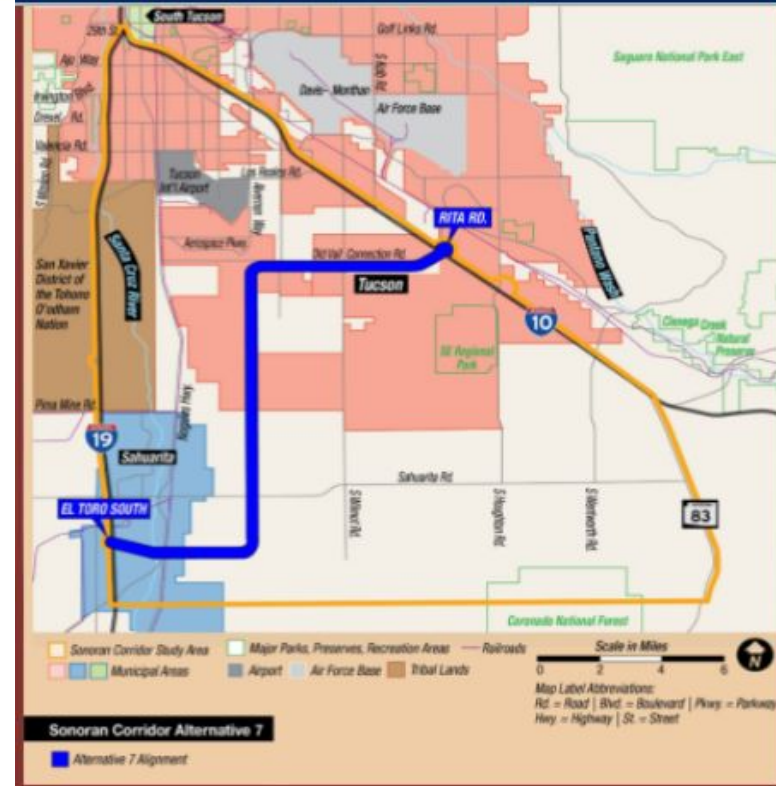 South Tucson
29th St.
Golf Links Rd.
Saguaro National Park East
Ajo Way
S Kolb Rd.
Davis-Monthan
Air Force Base
Irvington Blvd.
Drexel Rd.
Valencia Rd.
S Mission Rd.
Los Reales Rd.
Tucson
Int'l Airport
Alvernon Way
RITA RD.
Aerospace Pkwy.
Old Vail Connection Rd.
Tucson
Pantano Wash
San Xavier
District of
the Tohono
O'odham
Nation
Santa Cruz River
10
Cienega Creek
Natural
Preserve
SE Regional
Park
Pima Mine Rd.
Nogales Hwy.
19
Sahuarita
Sahuarita Rd.
EL TORO SOUTH
S Wilmot Rd.
S Houghton Rd.
S Wentworth Rd.
83
Coronado National Forest
Sonoran Corridor Study Area
Major Parks, Preserves, Recreation Areas
Railroads
Municipal Areas
Airport
Air Force Base
Tribal Lands
Scale in Miles
0 2 4 6
N
Map Label Abbreviations:
Rd. = Road | Blvd. = Boulevard | Pkwy. = Parkway
Hwy. = Highway | St. = Street
Sonoran Corridor Alternative 7
Alternative 7 Alignment